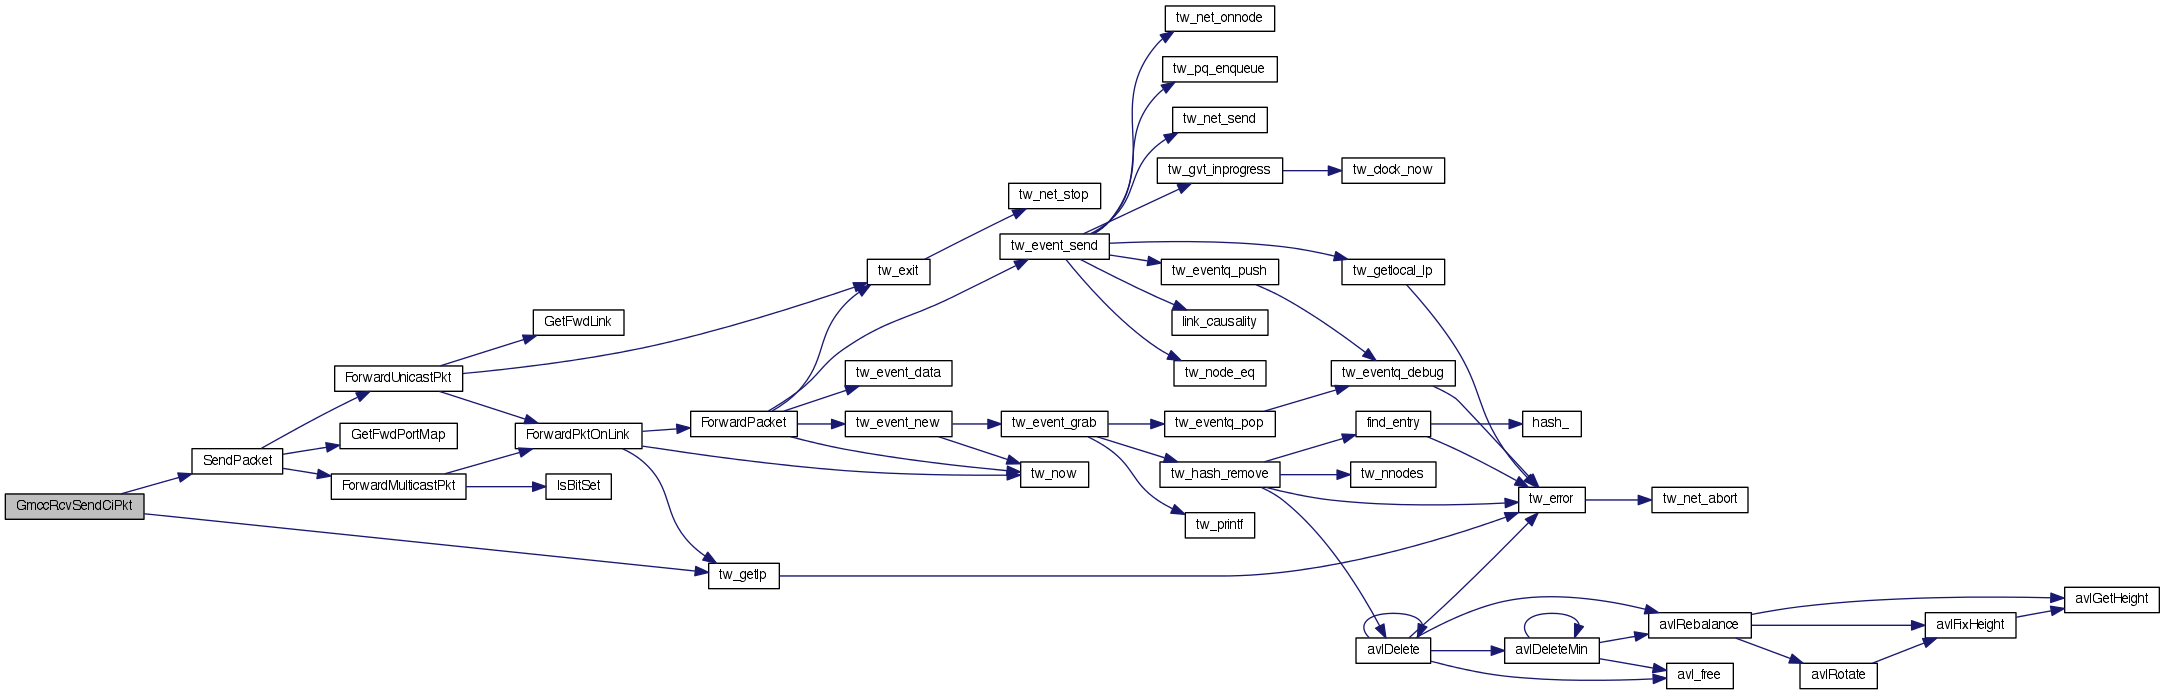 tw_net_onnode
tw_pq_enqueue
tw_net_send
tw_gvt_inprogress
tw_clock_now
tw_net_stop
tw_event_send
tw_exit
tw_eventq_push
tw_getlocal_lp
GetFwdLink
link_causality
ForwardUnicastPkt
tw_event_data
tw_node_eq
tw_eventq_debug
GetFwdPortMap
ForwardPktOnLink
ForwardPacket
tw_event_new
tw_event_grab
tw_eventq_pop
find_entry
hash_
SendPacket
ForwardMulticastPkt
IsBitSet
tw_now
tw_hash_remove
tw_nnodes
GmccRcvSendCiPkt
tw_error
tw_net_abort
tw_printf
tw_getlp
avlGetHeight
avlRebalance
avlFixHeight
avlDelete
avlDeleteMin
avl_free
avlRotate